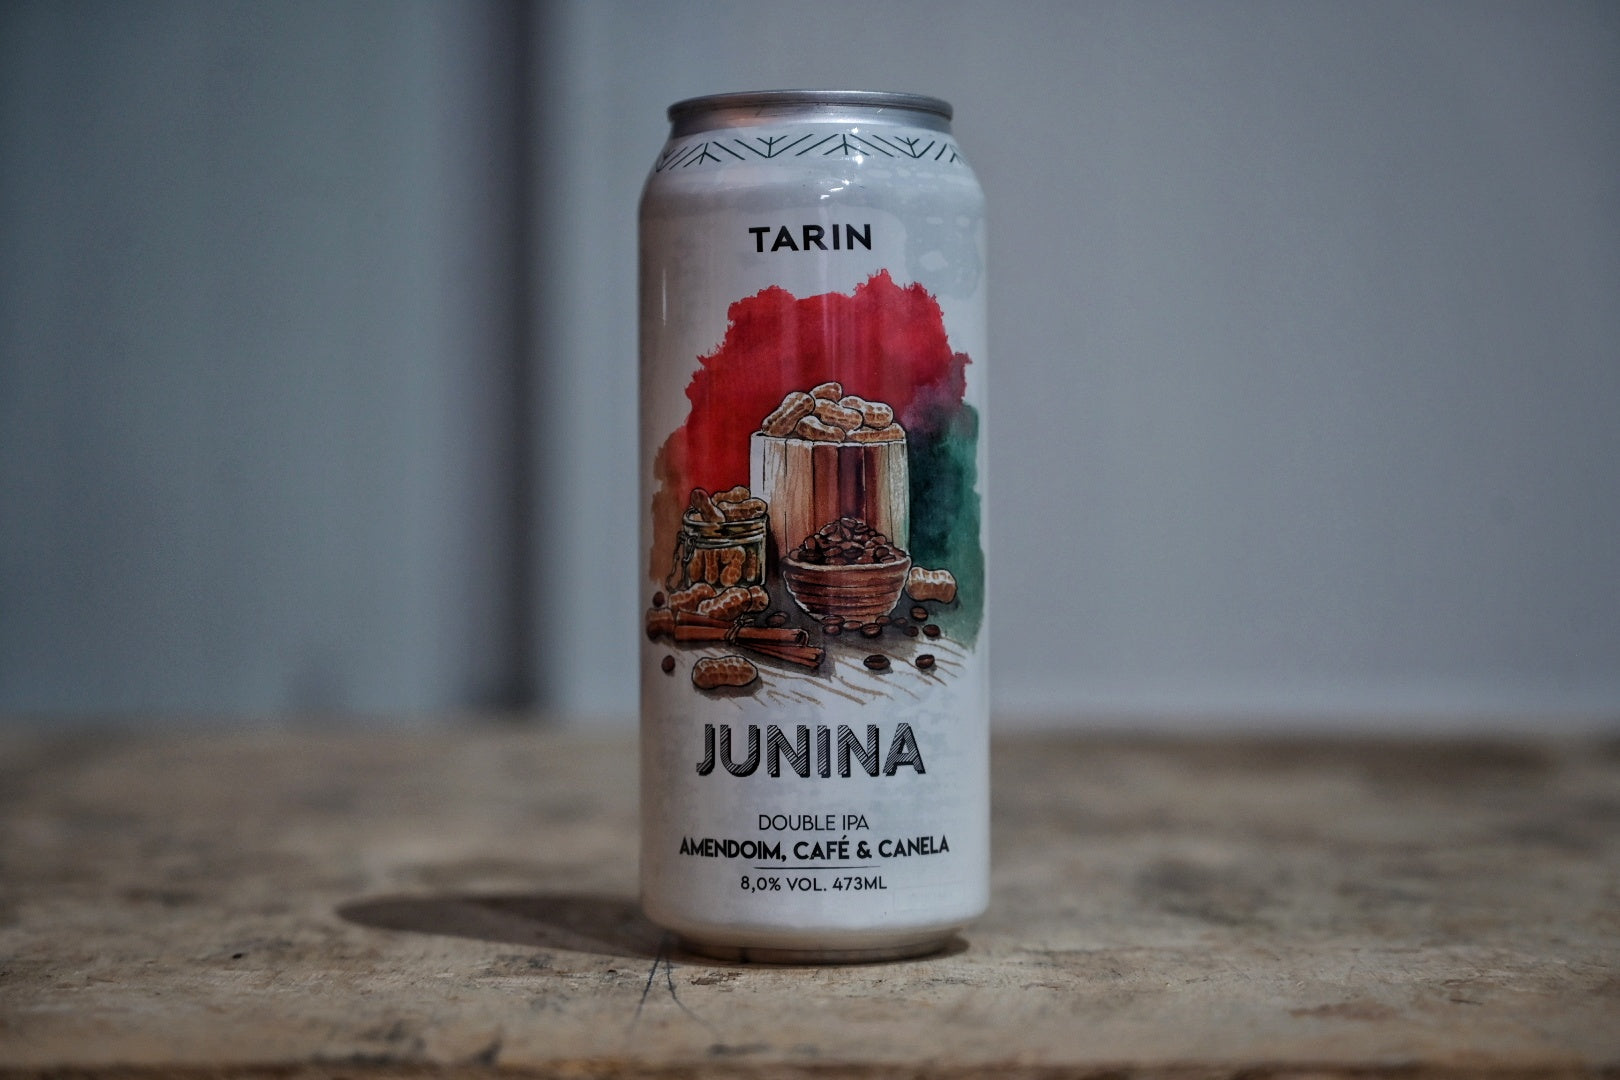 TARIN
JUNINA
DOUBLE IPA
AMENDOIM, CAFÉ & CANELA
8,0% VOL. 473ML